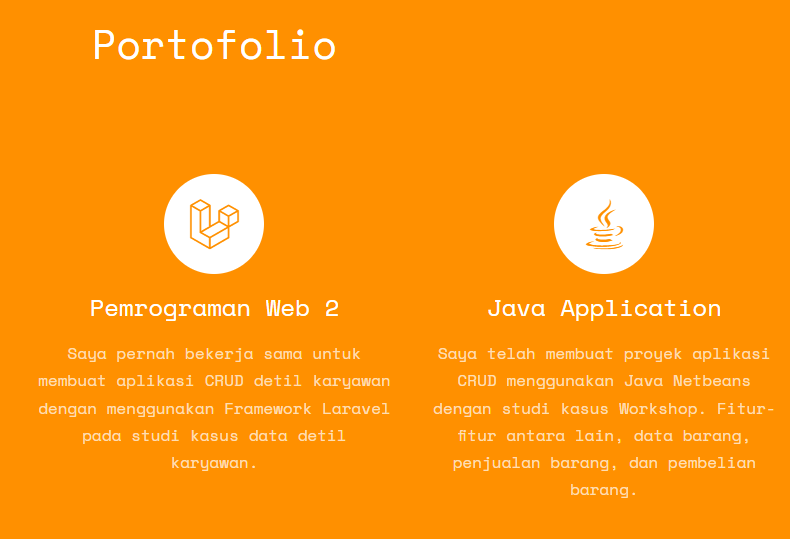 Portofolio
Pemrograman Web 2
Saya pernah bekerja sama untuk
membuat aplikasi CRUD detil karyawan
dengan menggunakan Framework Laravel
pada studi kasus data detil
karyawan.
Java Application
Saya telah membuat proyek aplikasi
CRUD menggunakan Java Netbeans
dengan studi kasus Workshop. Fitur-
fitur antara lain, data barang,
penjualan barang, dan pembelian
barang.